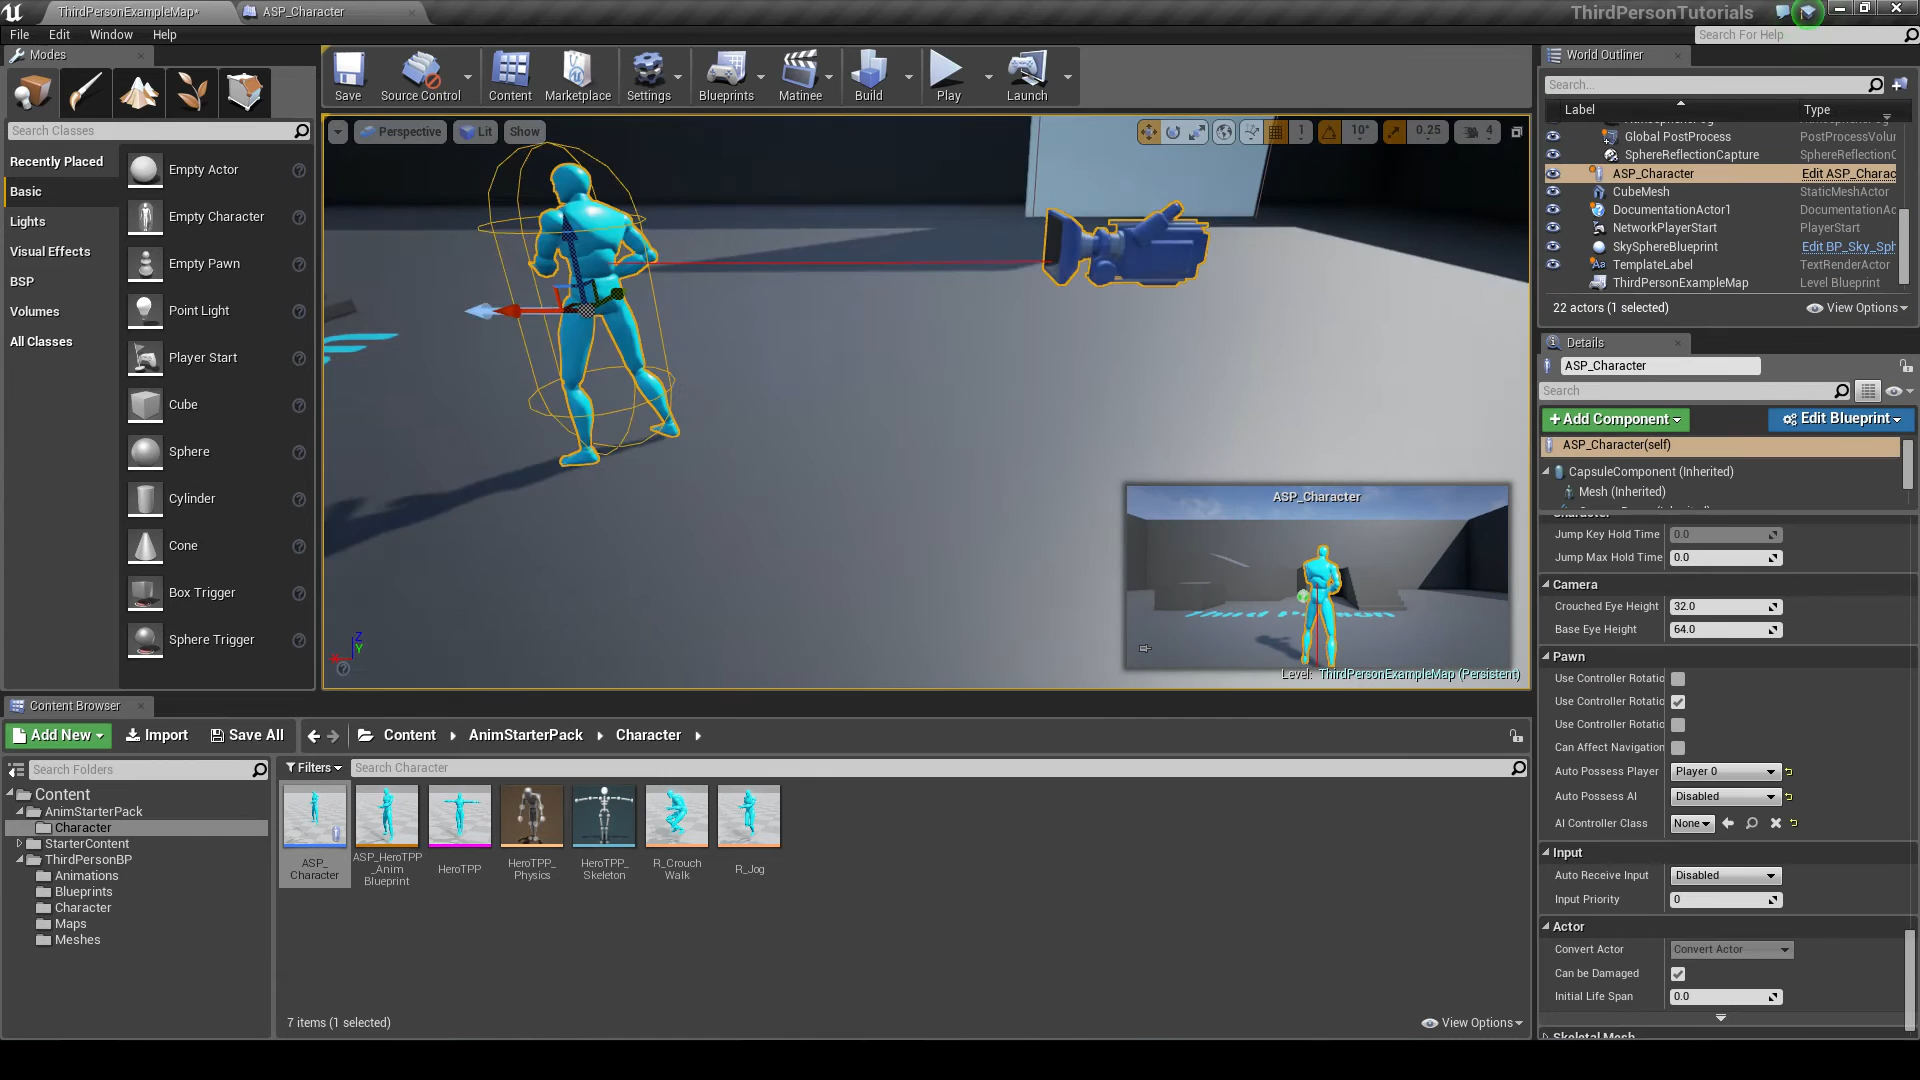 ThirdPersonExampleMap*
ASP_Character
ThirdPersonTutorials
File Edit Window Help
Search For Help
Modes
Search Classes
Recently Placed
Basic
Lights
Visual Effects
BSP
Volumes
All Classes
Empty Actor
Empty Character
Empty Pawn
Point Light
Player Start
Cube
Sphere
Cylinder
Cone
Box Trigger
Sphere Trigger
Save
Source Control
Content
Marketplace
Settings
Blueprints
Matinee
Build
Play
Launch
Perspective
Lit
Show
1
10°
0.25
4
ASP_Character
Third Person
Level: ThirdPersonExampleMap (Persistent)
X
Y
Z
World Outliner
Search...
Label Type
Global PostProcess PostProcessVolur
SphereReflectionCapture SphereReflectionC
ASP_Character Edit ASP_Charac
CubeMesh StaticMeshActor
DocumentationActor1 DocumentationAc
NetworkPlayerStart PlayerStart
SkySphereBlueprint Edit BP_Sky_Sph
TemplateLabel TextRenderActor
ThirdPersonExampleMap Level Blueprint
22 actors (1 selected)
View Options
Details
ASP_Character
Search
+Add Component
Edit Blueprint
ASP_Character(self)
CapsuleComponent (Inherited)
Mesh (Inherited)
Character
Jump Key Hold Time 0.0
Jump Max Hold Time 0.0
Camera
Crouched Eye Height 32.0
Base Eye Height 64.0
Pawn
Use Controller Rotatio
Use Controller Rotatio
Use Controller Rotatio
Can Affect Navigation
Auto Possess Player Player 0
Auto Possess AI Disabled
AI Controller Class None
Input
Auto Receive Input Disabled
Input Priority 0
Actor
Convert Actor Convert Actor
Can be Damaged
Initial Life Span 0.0
Skeletal Mesh
Content Browser
Add New
Import
Save All
Content
AnimStarterPack
Character
Search Folders
Filters
Search Character
Content
AnimStarterPack
Character
StarterContent
ThirdPersonBP
Animations
Blueprints
Character
Maps
Meshes
ASP_
Character
ASP_HeroTPP
_Anim
Blueprint
HeroTPP
HeroTPP_
Physics
HeroTPP_
Skeleton
R_Crouch
Walk
R_Jog
7 items (1 selected)
View Options